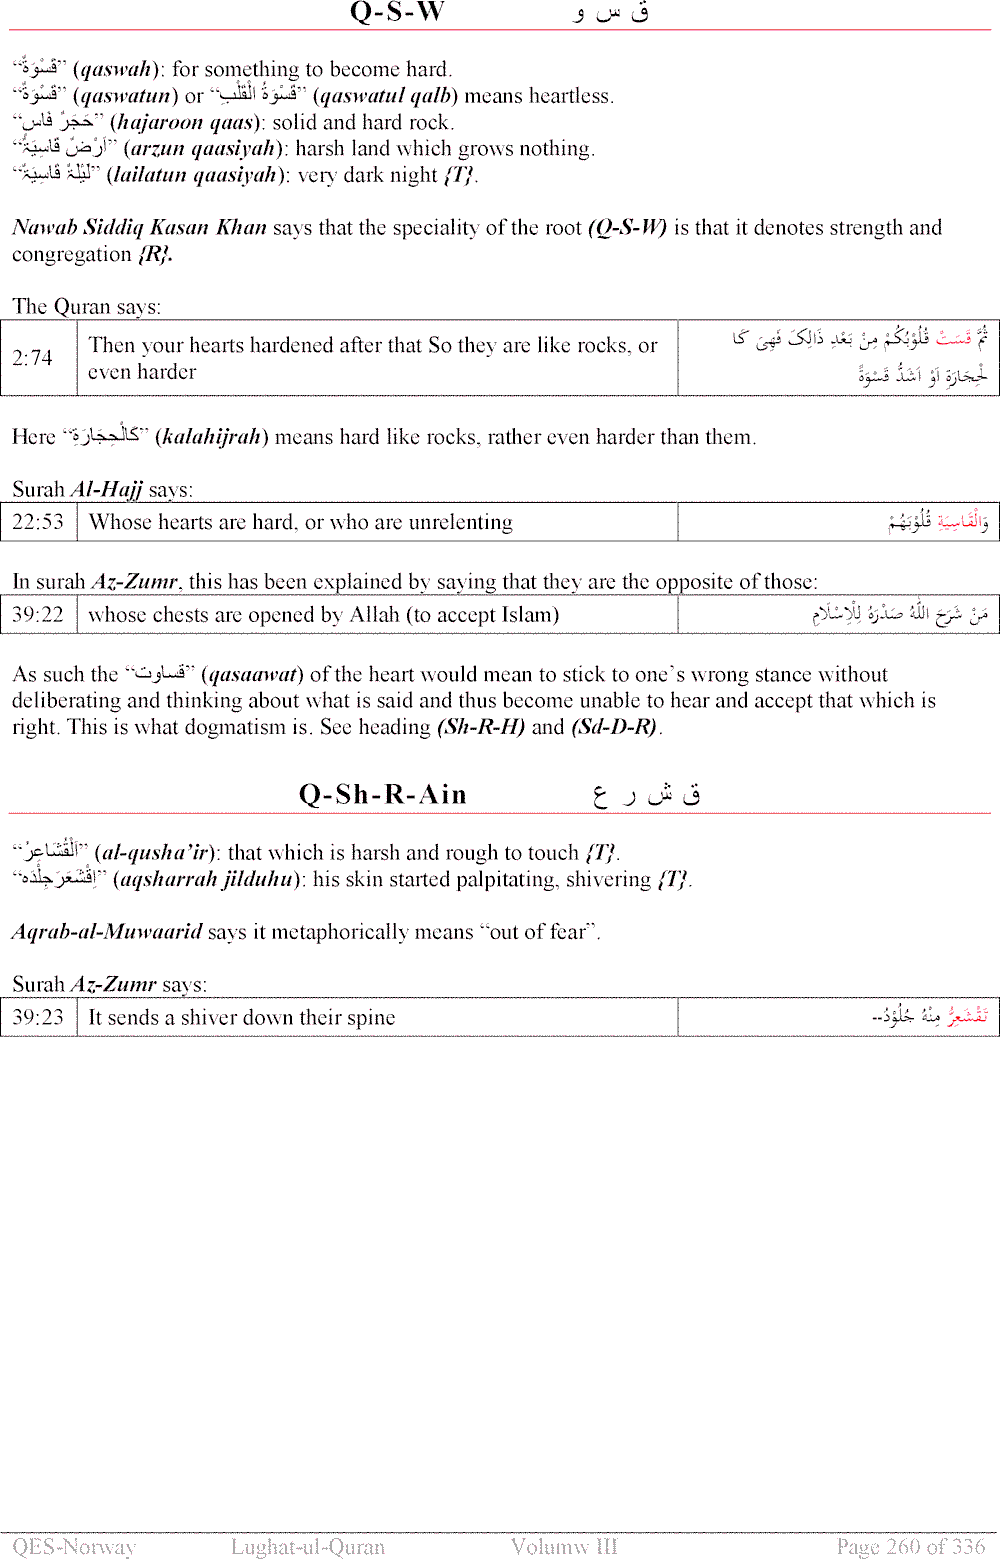 Q-S-W ق س و
“قَسْوَةٌ” (qaswah): for something to become hard.
“قَسْوَةٌ” (qaswatun) or “قَسْوَةُ الْقَلْبِ” (qaswatul qalb) means heartless.
“حَجَرٌ قَاسٍ” (hajaroon qaas): solid and hard rock.
“اَرْضٌ قَاسِيَةٌ” (arzun qaasiyah): harsh land which grows nothing.
“لَيْلَةٌ قَاسِيَةٌ” (lailatun qaasiyah): very dark night {T}.
Nawab Siddiq Kasan Khan says that the speciality of the root (Q-S-W) is that it denotes strength and
congregation {R}.
The Quran says:
2:74 Then your hearts hardened after that So they are like rocks, or ثُمَّ قَسَتْ قُلُوْبُكُمْ مِنْ بَعْدِ ذَالِکَ فَهِیَ کَا
even harder لْحِجَارَةِ اَوْ اَشَدُّ قَسْوَةً
Here “کَالْحِجَارَةِ” (kalahijrah) means hard like rocks, rather even harder than them.
Surah Al-Hajj says:
22:53 Whose hearts are hard, or who are unrelenting وَالْقَاسِيَةِ قُلُوْبُهُمْ
In surah Az-Zumr, this has been explained by saying that they are the opposite of those:
39:22 whose chests are opened by Allah (to accept Islam) مَنْ شَرَحَ اللّٰهُ صَدْرَهُ لِلْاِسْلَامِ
As such the “قساوت” (qasaawat) of the heart would mean to stick to one’s wrong stance without
deliberating and thinking about what is said and thus become unable to hear and accept that which is
right. This is what dogmatism is. See heading (Sh-R-H) and (Sd-D-R).
Q-Sh-R-Ain ق ش ر ع
“اَلْقُشَاعِرُ” (al-qusha’ir): that which is harsh and rough to touch {T}.
“اِقْشَعَرَجِلْدُه” (aqsharrah jilduhu): his skin started palpitating, shivering {T}.
Aqrab-al-Muwaarid says it metaphorically means “out of fear”.
Surah Az-Zumr says:
39:23 It sends a shiver down their spine تَقْشَعِرُّ مِنْهُ جُلُوْدُ--
QES-Norway Lughat-ul-Quran Volumw III Page 260 of 336